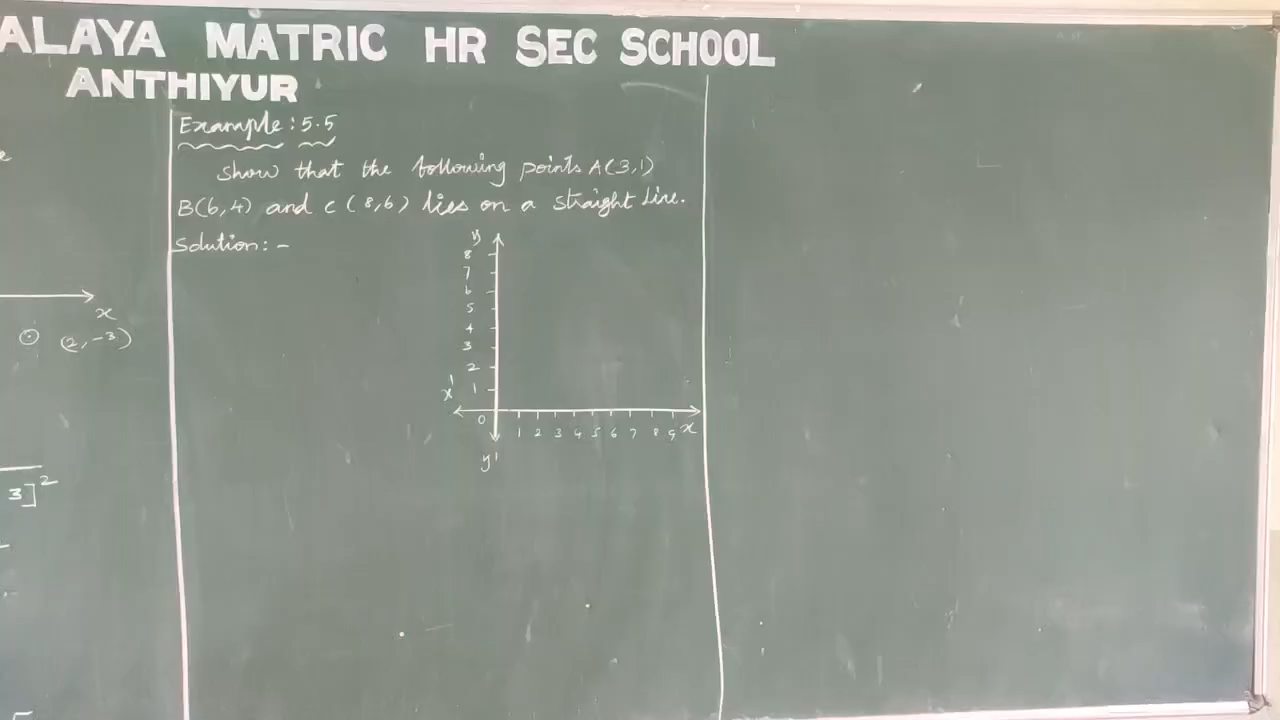 ALAYA MATRIC HR SEC SCHOOL
ANTHIYUR
x
(2,-3)
3]²
Example: 5.5
Show that the following points A(3,1)
B(6,4) and C(8,6) lies on a straight line.
Solution:-
y
8
7
6
5
4
3
2
1
x'
0
1 2 3 4 5 6 7 8 9 x
y'